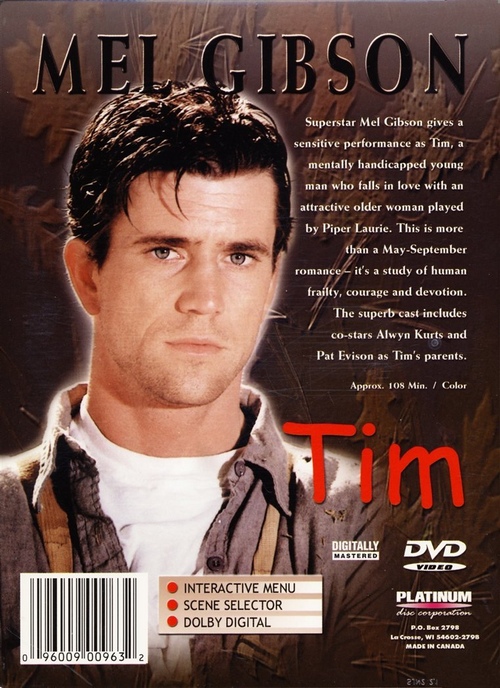 MEL GIBSON
Superstar Mel Gibson gives a
sensitive performance as Tim, a
mentally handicapped young
man who falls in love with an
attractive older woman played
by Piper Laurie. This is more
than a May-September
romance – it's a study of human
frailty, courage and devotion.
The superb cast includes
co-stars Alwyn Kurts and
Pat Evison as Tim's parents.
Approx. 108 Min. / Color
Tim
DIGITALLY
MASTERED
DVD
VIDEO
INTERACTIVE MENU
SCENE SELECTOR
DOLBY DIGITAL
PLATINUM
disc corporation
P.O. Box 2798
La Crosse, WI 54602-2798
MADE IN CANADA
0 96009 00963 2